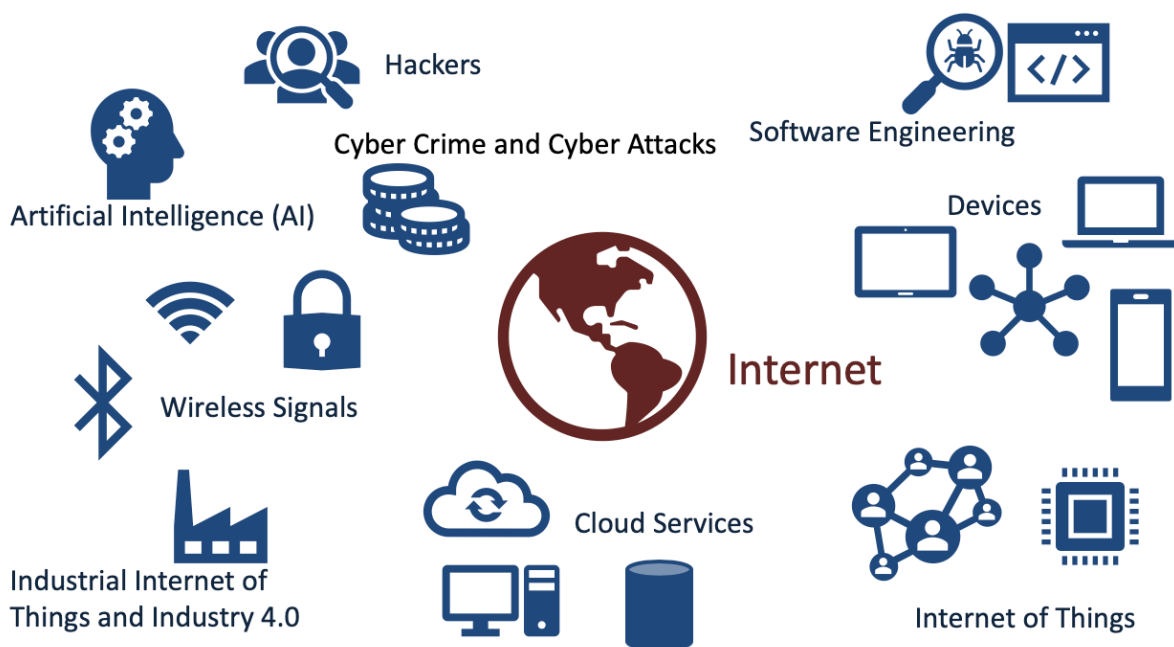 Hackers
Software Engineering
Cyber Crime and Cyber Attacks
Artificial Intelligence (AI)
Devices
Internet
Wireless Signals
Cloud Services
Industrial Internet of
Things and Industry 4.0
Internet of Things